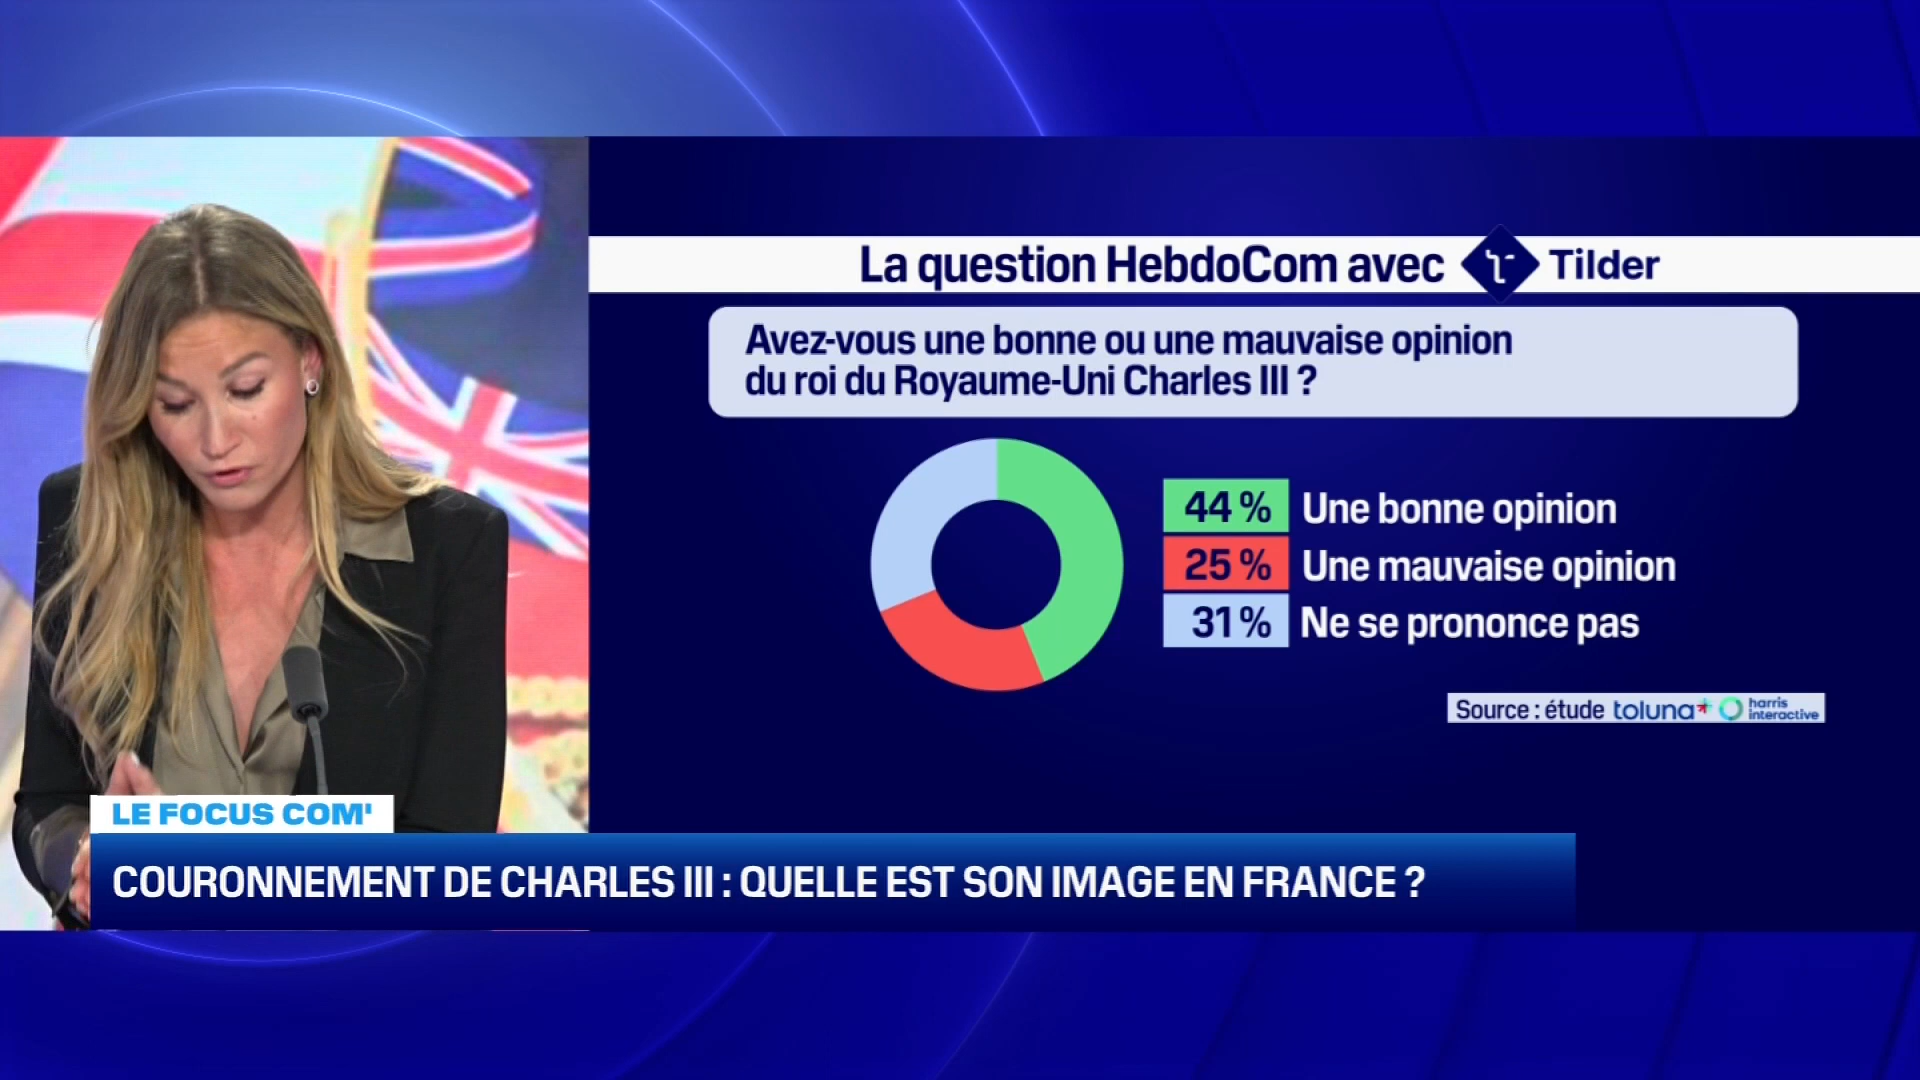 La question HebdoCom avec Tilder
Avez-vous une bonne ou une mauvaise opinion
du roi du Royaume-Uni Charles III ?
44 % Une bonne opinion
25 % Une mauvaise opinion
31 % Ne se prononce pas
Source : étude toluna harris interactive
LE FOCUS COM'
COURONNEMENT DE CHARLES III : QUELLE EST SON IMAGE EN FRANCE ?